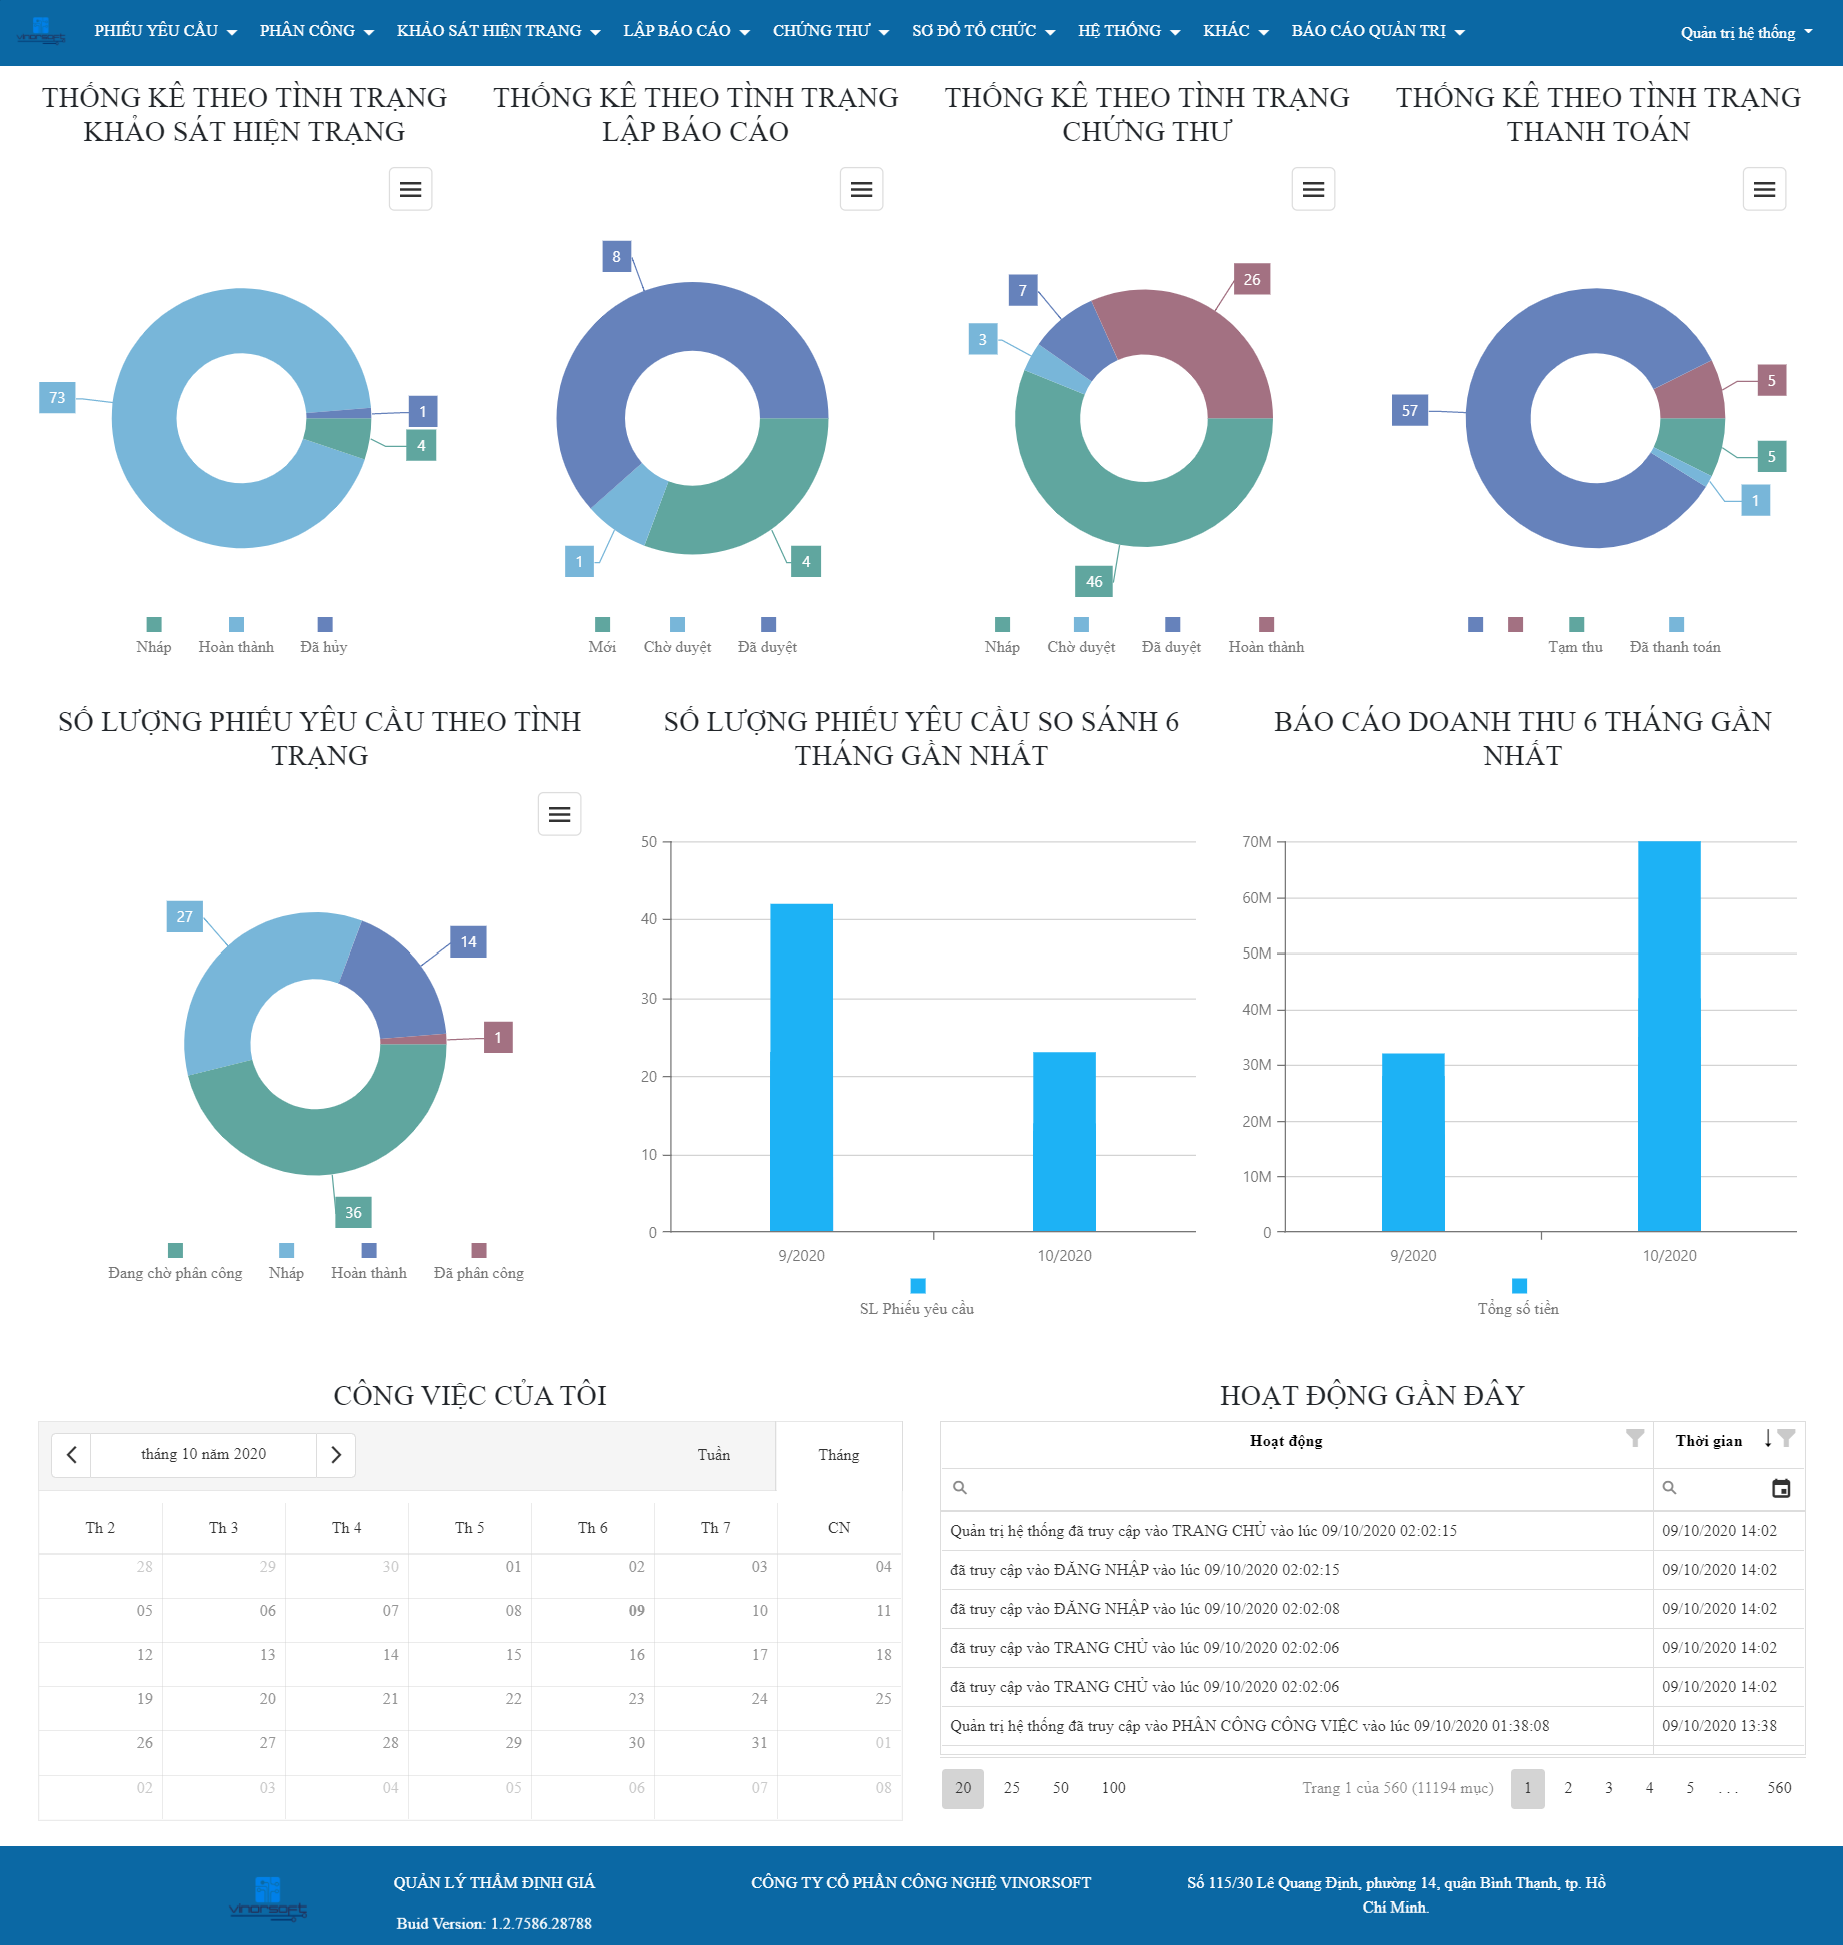 PHIẾU YÊU CẦU PHÂN CÔNG KHẢO SÁT HIỆN TRẠNG LẬP BÁO CÁO CHỨNG THƯ SƠ ĐỒ TỔ CHỨC HỆ THỐNG KHÁC BÁO CÁO QUẢN TRỊ Quản trị hệ thống
vinorsoft
THỐNG KÊ THEO TÌNH TRẠNG
KHẢO SÁT HIỆN TRẠNG
73
1
4
Nháp Hoàn thành Đã hủy
THỐNG KÊ THEO TÌNH TRẠNG
LẬP BÁO CÁO
8
1
4
Mới Chờ duyệt Đã duyệt
THỐNG KÊ THEO TÌNH TRẠNG
CHỨNG THƯ
26
7
3
46
Nháp Chờ duyệt Đã duyệt Hoàn thành
THỐNG KÊ THEO TÌNH TRẠNG
THANH TOÁN
5
57
5
1
Tạm thu Đã thanh toán
SỐ LƯỢNG PHIẾU YÊU CẦU THEO TÌNH
TRẠNG
27
14
1
36
Đang chờ phân công Nháp Hoàn thành Đã phân công
SỐ LƯỢNG PHIẾU YÊU CẦU SO SÁNH 6
THÁNG GẦN NHẤT
50
40
30
20
10
0
9/2020 10/2020
SL Phiếu yêu cầu
BÁO CÁO DOANH THU 6 THÁNG GẦN
NHẤT
70M
60M
50M
40M
30M
20M
10M
0
9/2020 10/2020
Tổng số tiền
CÔNG VIỆC CỦA TÔI
tháng 10 năm 2020 Tuần Tháng
Th 2 Th 3 Th 4 Th 5 Th 6 Th 7 CN
28 29 30 01 02 03 04
05 06 07 08 09 10 11
12 13 14 15 16 17 18
19 20 21 22 23 24 25
26 27 28 29 30 31 01
02 03 04 05 06 07 08
HOẠT ĐỘNG GẦN ĐÂY
Hoạt động Thời gian
Quản trị hệ thống đã truy cập vào TRANG CHỦ vào lúc 09/10/2020 02:02:15 09/10/2020 14:02
đã truy cập vào ĐĂNG NHẬP vào lúc 09/10/2020 02:02:15 09/10/2020 14:02
đã truy cập vào ĐĂNG NHẬP vào lúc 09/10/2020 02:02:08 09/10/2020 14:02
đã truy cập vào TRANG CHỦ vào lúc 09/10/2020 02:02:06 09/10/2020 14:02
đã truy cập vào TRANG CHỦ vào lúc 09/10/2020 02:02:06 09/10/2020 14:02
Quản trị hệ thống đã truy cập vào PHÂN CÔNG CÔNG VIỆC vào lúc 09/10/2020 01:38:08 09/10/2020 13:38
20 25 50 100 Trang 1 của 560 (11194 mục) 1 2 3 4 5 . . . 560
vinorsoft
QUẢN LÝ THẨM ĐỊNH GIÁ
Buid Version: 1.2.7586.28788
CÔNG TY CỔ PHẦN CÔNG NGHỆ VINORSOFT
Số 115/30 Lê Quang Định, phường 14, quận Bình Thạnh, tp. Hồ
Chí Minh.